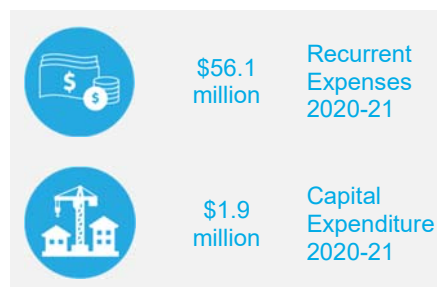 $
$
$56.1
million
Recurrent
Expenses
2020-21
$1.9
million
Capital
Expenditure
2020-21